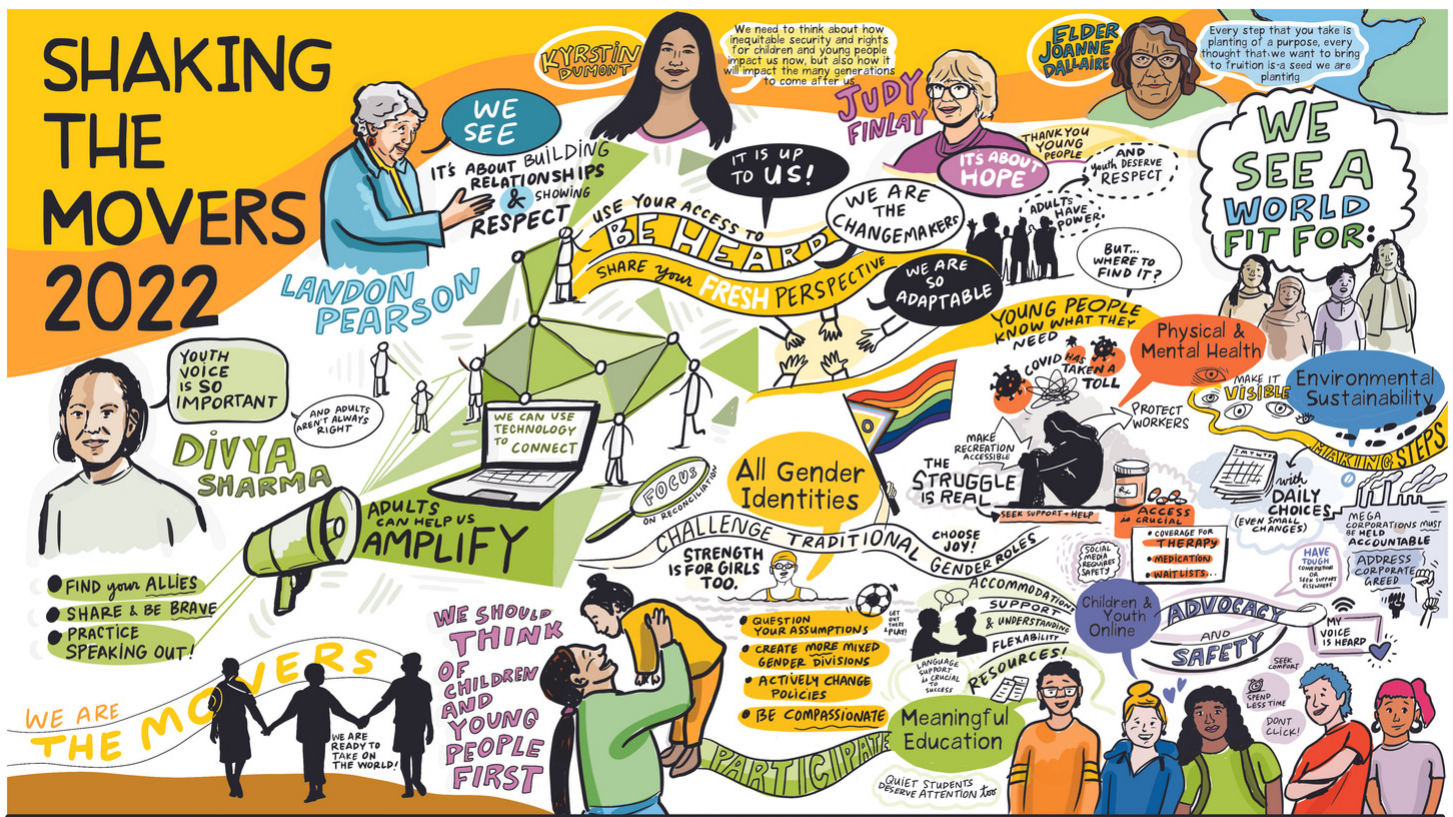 SHAKING
THE
MOVERS
2022
WE
SEE
IT'S ABOUT BUILDING
RELATIONSHIPS
& SHOWING
RESPECT
LANDON
PEARSON
KYRSTIN
DUMONT
We need to think about how
inequitable security and rights
for children and young people
impact us now, but also how it
will impact the many generations
to come after us
JUDY
FINLAY
THANK YOU
YOUNG
PEOPLE
IT'S ABOUT
HOPE
ELDER
JOANNE
DALLAIRE
Every step that you take is
planting of a purpose, every
thought that we want to bring
to fruition is a seed we are
planting
IT IS UP
TO US!
USE YOUR ACCESS TO
BE HEARD
SHARE your FRESH PERSPECTIVE
WE ARE
THE
CHANGEMAKERS
WE ARE
SO
ADAPTABLE
AND
youth DESERVE
RESPECT
ADULTS
HAVE
POWER.
BUT...
WHERE TO
FIND IT?
WE
SEE A
WORLD
FIT FOR:
YOUTH
VOICE
IS SO
IMPORTANT
AND ADULTS
AREN'T ALWAYS
RIGHT
DIVYA
SHARMA
WE CAN USE
TECHNOLOGY
TO CONNECT
ADULTS
CAN HELP US
AMPLIFY
FIND your ALLIES
SHARE & BE BRAVE
PRACTICE
SPEAKING OUT!
FOCUS
ON RECONCILIATION
YOUNG PEOPLE
KNOW WHAT THEY
NEED
Physical &
Mental Health
COVID HAS
TAKEN A
TOLL
PROTECT
WORKERS
MAKE
RECREATION
ACCESSIBLE
THE
STRUGGLE
IS REAL
SEEK SUPPORT + HELP
Rx
ACCESS
is CRUCIAL
COVERAGE FOR
THERAPY
MEDICATION
WAIT LISTS...
MAKE IT
VISIBLE
Environmental
Sustainability
MAKING STEPS
S M T W T F S
with
DAILY
CHOICES
(EVEN SMALL
CHANGES)
MEGA
CORPORATIONS MUST
BE HELD
ACCOUNTABLE
ADDRESS
CORPORATE
GREED
All Gender
Identities
CHALLENGE TRADITIONAL GENDER ROLES
CHOOSE
JOY!
STRENGTH
IS FOR GIRLS
TOO.
LET
OUT
THERE
& PLAY!
QUESTION
YOUR ASSUMPTIONS
CREATE MORE MIXED
GENDER DIVISIONS
ACTIVELY CHANGE
POLICIES
BE COMPASSIONATE
ACCOMMODATIONS
SUPPORT
& UNDERSTANDING
FLEXIBILITY
RESOURCES!
LANGUAGE
SUPPORT
is CRUCIAL
TO
SUCCESS
Meaningful
Education
PARTICIPATE
QUIET STUDENTS
DESERVE ATTENTION too
SOCIAL
MEDIA
REQUIRES
SAFETY
HAVE
TOUGH
CONVERSATIONS
OR
SEEK SUPPORT
ELSEWHERE
Children &
Youth
Online
ADVOCACY
AND
SAFETY
MY
VOICE
IS HEARD
SEEK
COMFORT
SPEND
LESS TIME
DON'T
CLICK!
WE ARE
THE MOVERS
WE ARE
READY TO
TAKE ON
THE WORLD!
WE SHOULD
THINK
OF
CHILDREN
AND
YOUNG
PEOPLE
FIRST